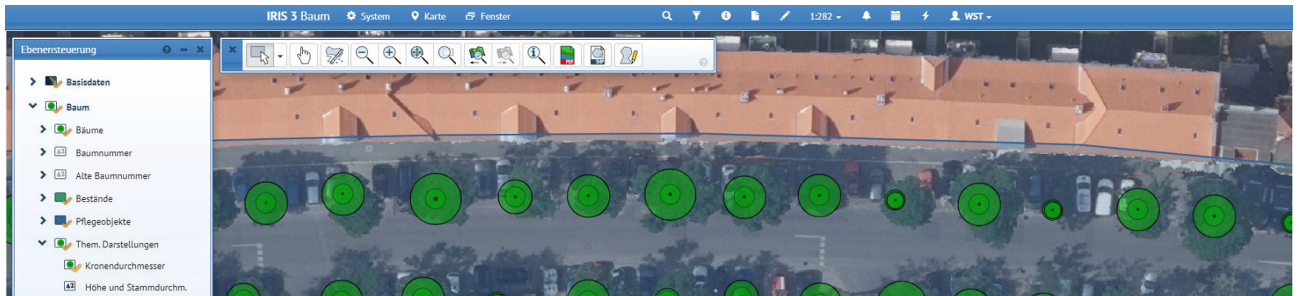 IRIS 3 Baum System Karte Fenster 1:282 WST
Ebenensteuerung
Basisdaten
Baum
Bäume
Baumnummer
Alte Baumnummer
Bestände
Pflegeobjekte
Them. Darstellungen
Kronendurchmesser
Höhe und Stammdurchm.
PDF